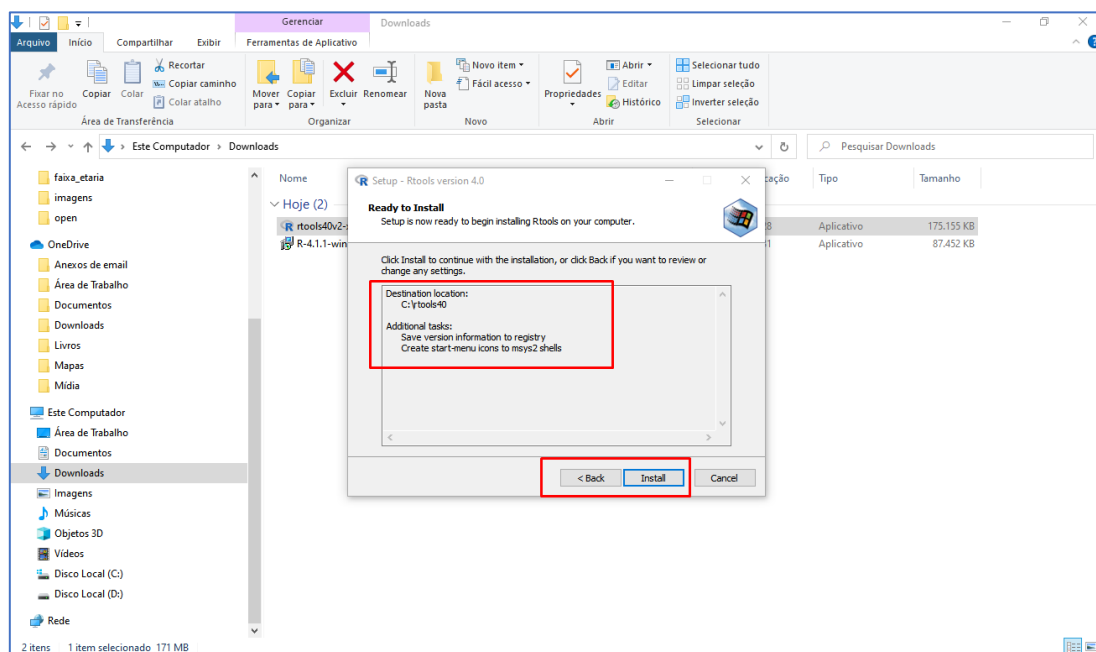 Gerenciar
Downloads
Arquivo
Início
Compartilhar
Exibir
Ferramentas de Aplicativo
Fixar no
Acesso rápido
Copiar
Colar
Recortar
Copiar caminho
Colar atalho
Área de Transferência
Mover
para
Copiar
para
Excluir
Renomear
Organizar
Nova
pasta
Novo item
Fácil acesso
Novo
Propriedades
Abrir
Editar
Histórico
Abrir
Selecionar tudo
Limpar seleção
Inverter seleção
Selecionar
Este Computador > Downloads
Pesquisar Downloads
faixa_etaria
imagens
open
OneDrive
Anexos de email
Área de Trabalho
Documentos
Downloads
Livros
Mapas
Mídia
Este Computador
Área de Trabalho
Documentos
Downloads
Imagens
Músicas
Objetos 3D
Vídeos
Disco Local (C:)
Disco Local (D:)
Rede
Nome
Tipo
Tamanho
Hoje (2)
rtools40v2-
Aplicativo
175.155 KB
R-4.1.1-win
Aplicativo
87.452 KB
Setup - Rtools version 4.0
Ready to Install
Setup is now ready to begin installing Rtools on your computer.
Click Install to continue with the installation, or click Back if you want to review or
change any settings.
Destination location:
C:\rtools40
Additional tasks:
Save version information to registry
Create start-menu icons to msys2 shells
< Back
Install
Cancel
2 itens
1 item selecionado 171 MB